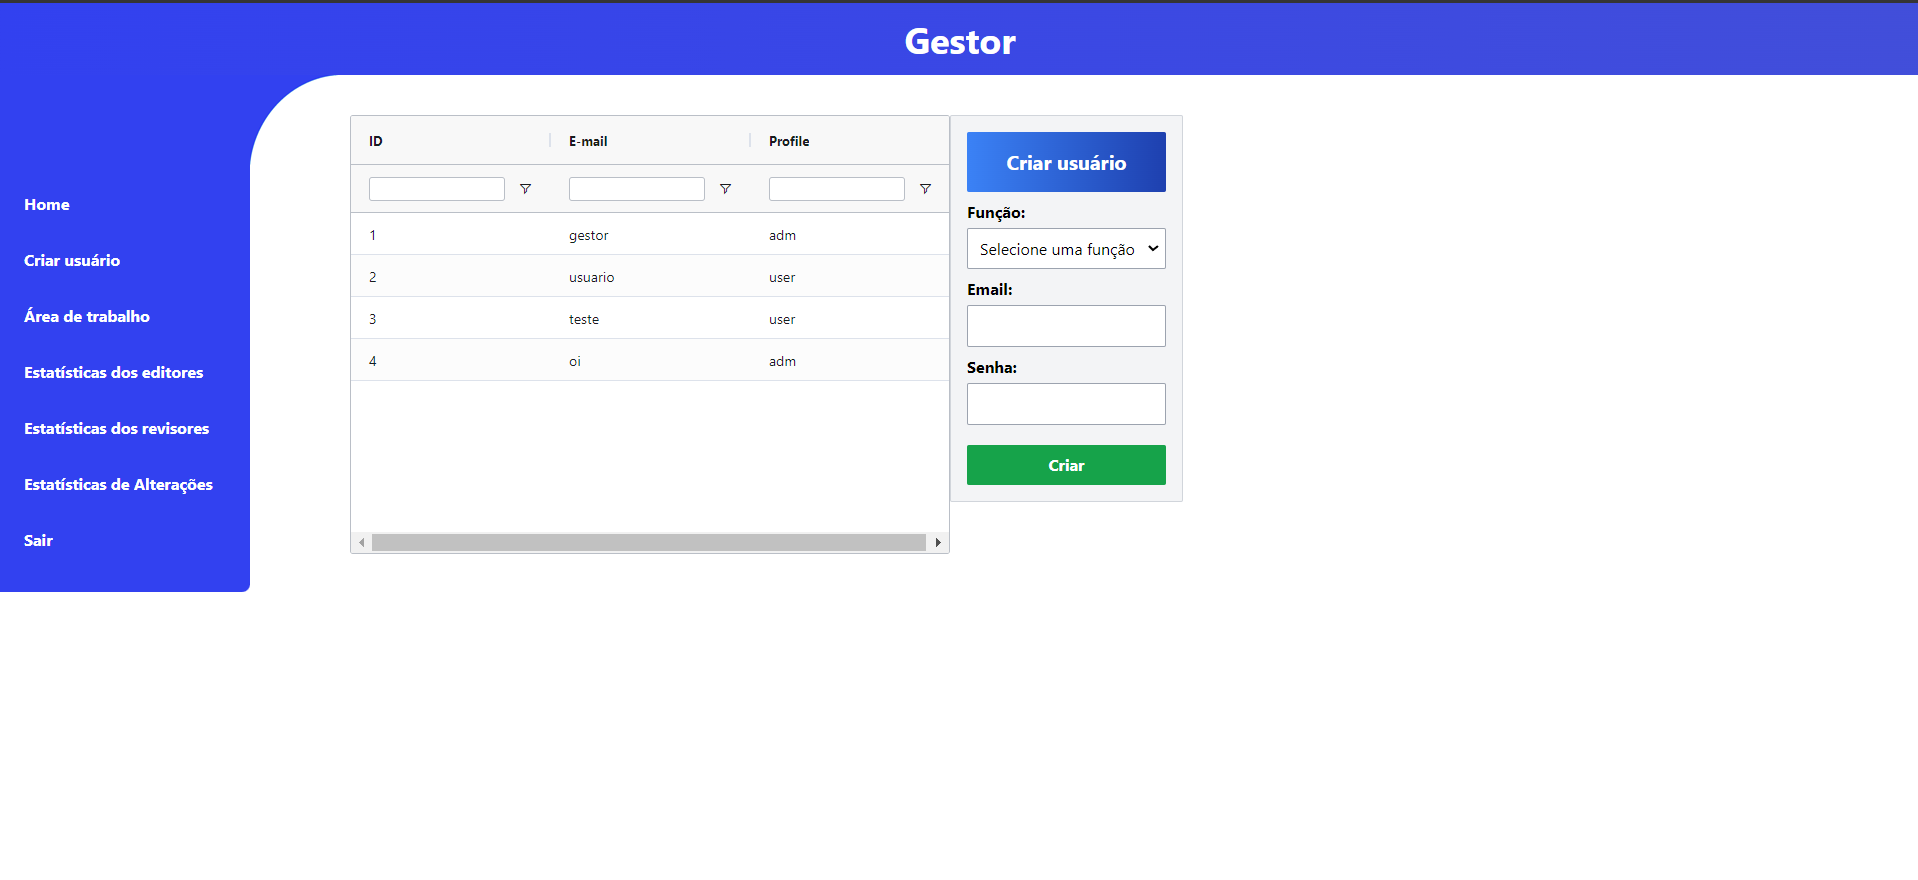 Gestor
Home
Criar usuário
Área de trabalho
Estatísticas dos editores
Estatísticas dos revisores
Estatísticas de Alterações
Sair
ID E-mail Profile
1 gestor adm
2 usuario user
3 teste user
4 oi adm
Criar usuário
Função:
Selecione uma função
Email:
Senha:
Criar